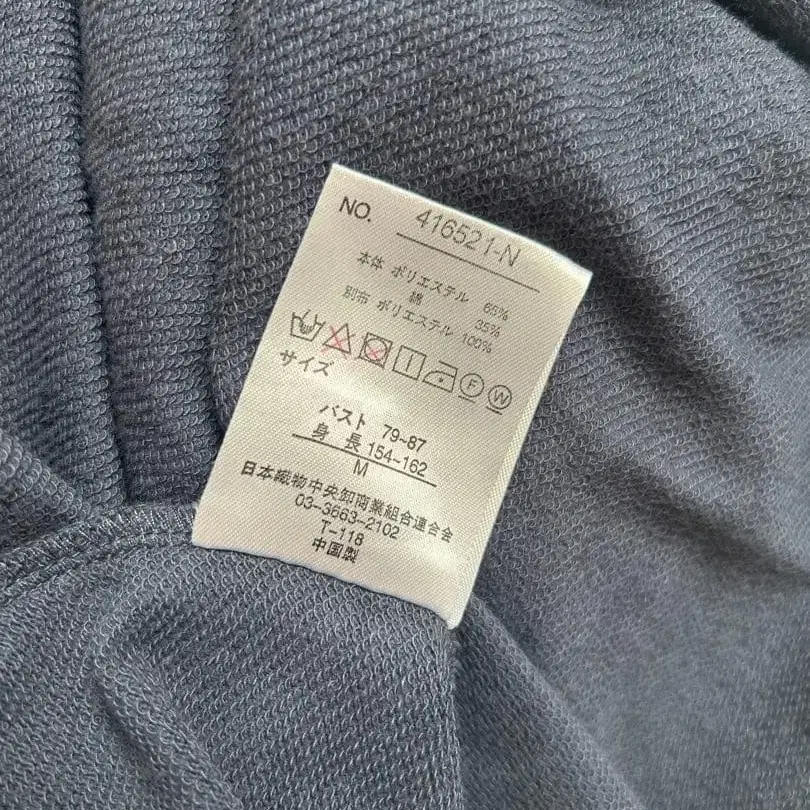 NO. 416521-N
本体 ポリエステル 65%
綿 35%
別布 ポリエステル 100%
F W
サイズ
バスト 79~87
身長 154~162
M
日本織物中央卸商業組合連合会
03-3663-2102
T-118
中国製